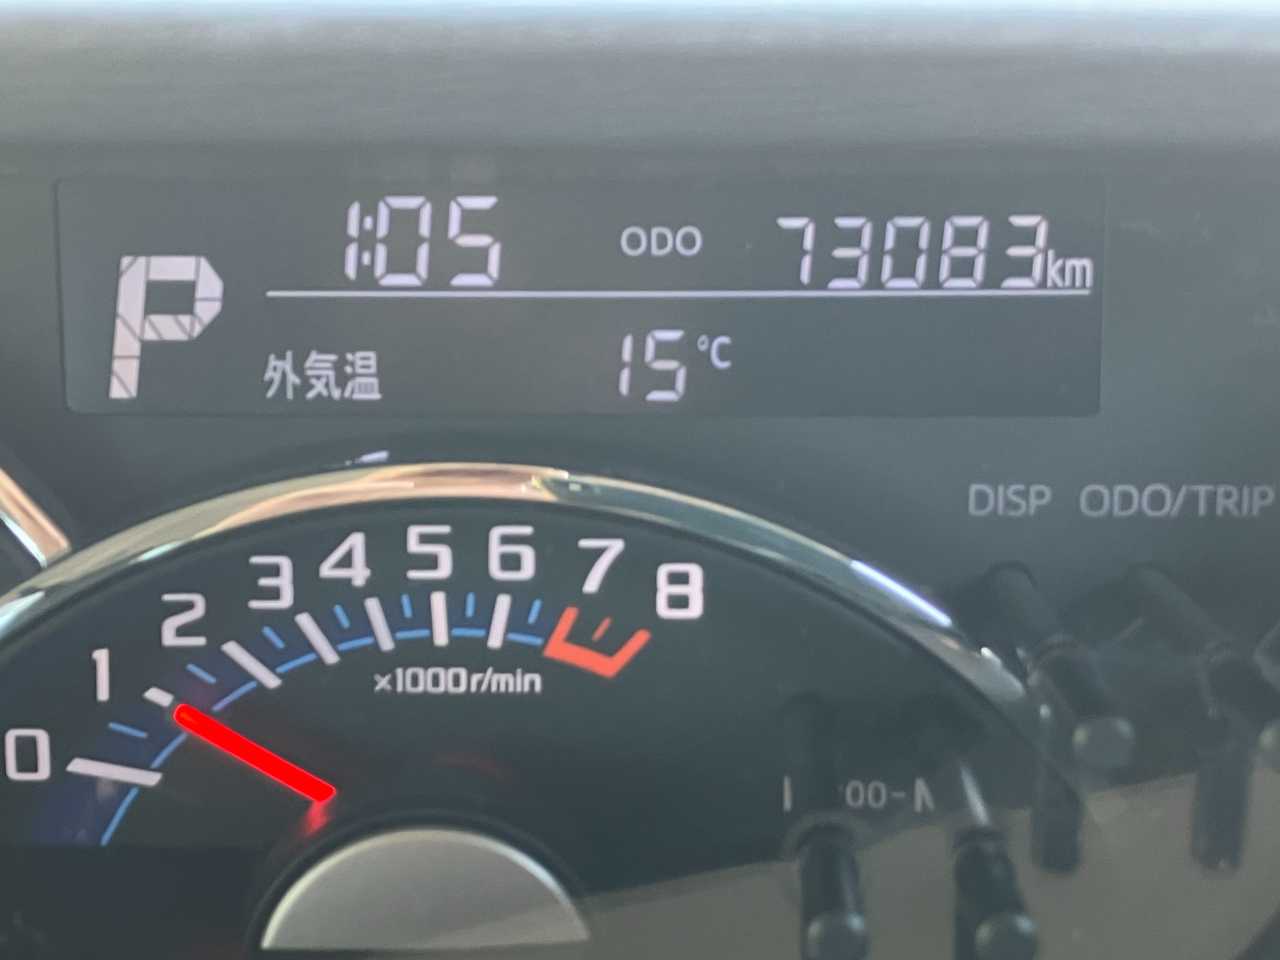 1:05 ODO 73083km
P
外気温 15°C
DISP ODO/TRIP
0 1 2 3 4 5 6 7 8
×1000r/min